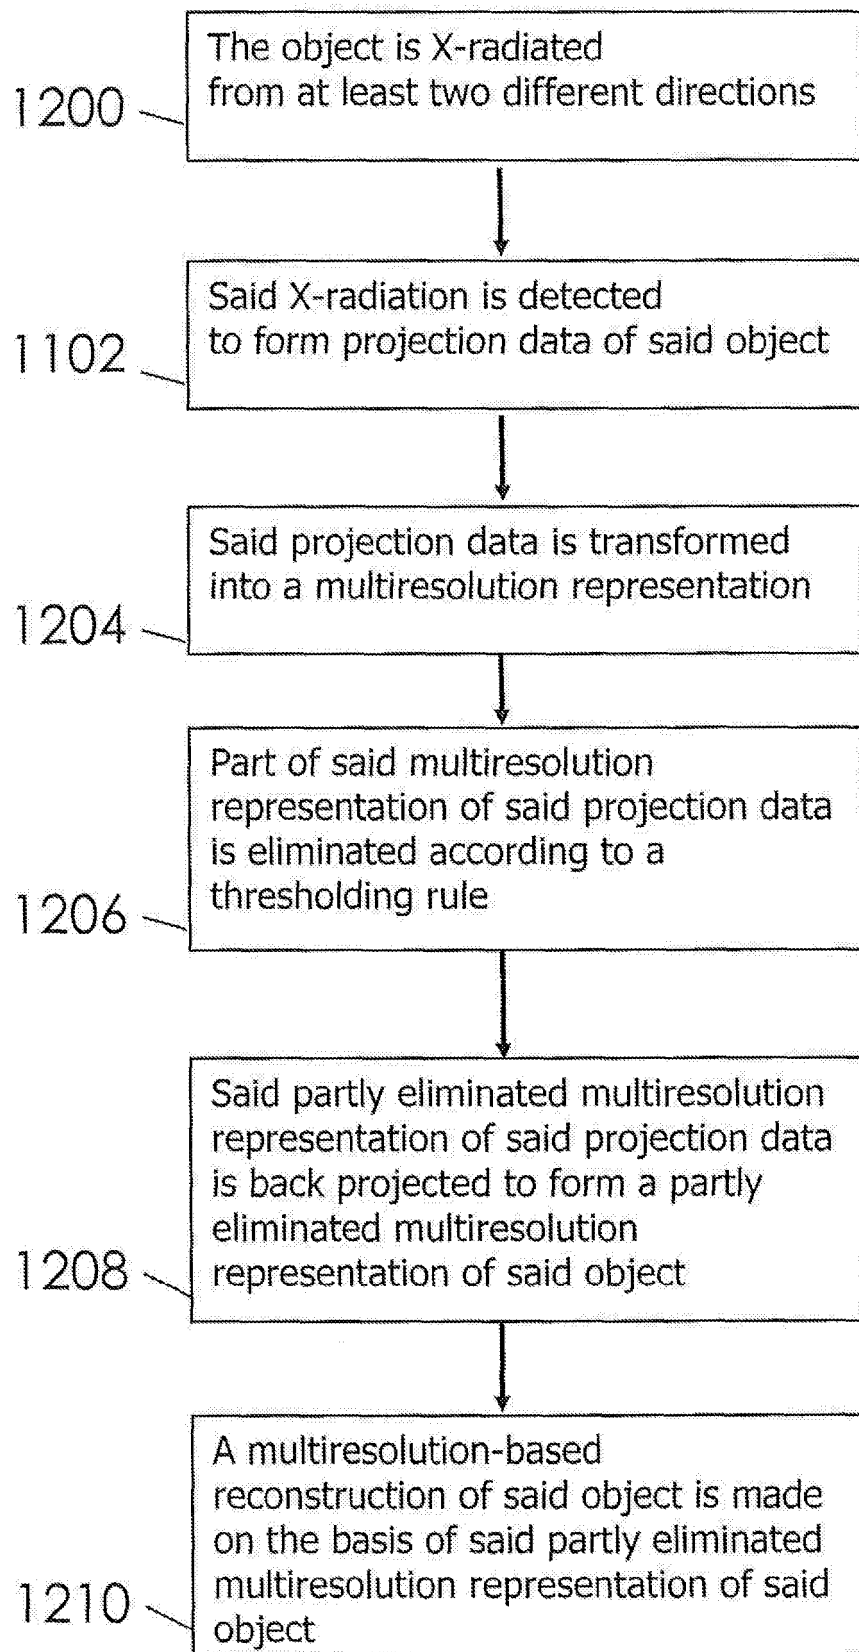 The object is X-radiated
from at least two different directions
1200
Said X-radiation is detected
to form projection data of said object
1102
Said projection data is transformed
into a multiresolution representation
1204
Part of said multiresolution
representation of said projection data
is eliminated according to a
thresholding rule
1206
Said partly eliminated multiresolution
representation of said projection data
is back projected to form a partly
eliminated multiresolution
representation of said object
1208
A multiresolution-based
reconstruction of said object is made
on the basis of said partly eliminated
multiresolution representation of said
object
1210